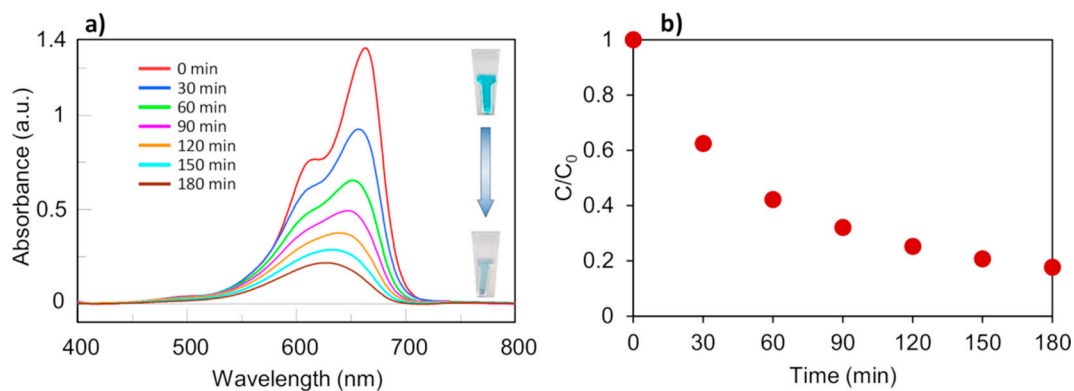 a)
1.4
1
0.5
0
Absorbance (a.u.)
0 min
30 min
60 min
90 min
120 min
150 min
180 min
400 500 600 700 800
Wavelength (nm)
b)
1
0.8
0.6
0.4
0.2
0
C/C₀
0 30 60 90 120 150 180
Time (min)